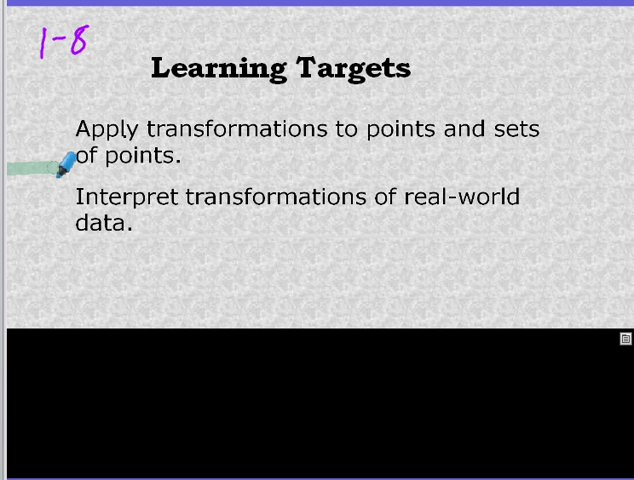 1-8
Learning Targets
Apply transformations to points and sets
of points.
Interpret transformations of real-world
data.